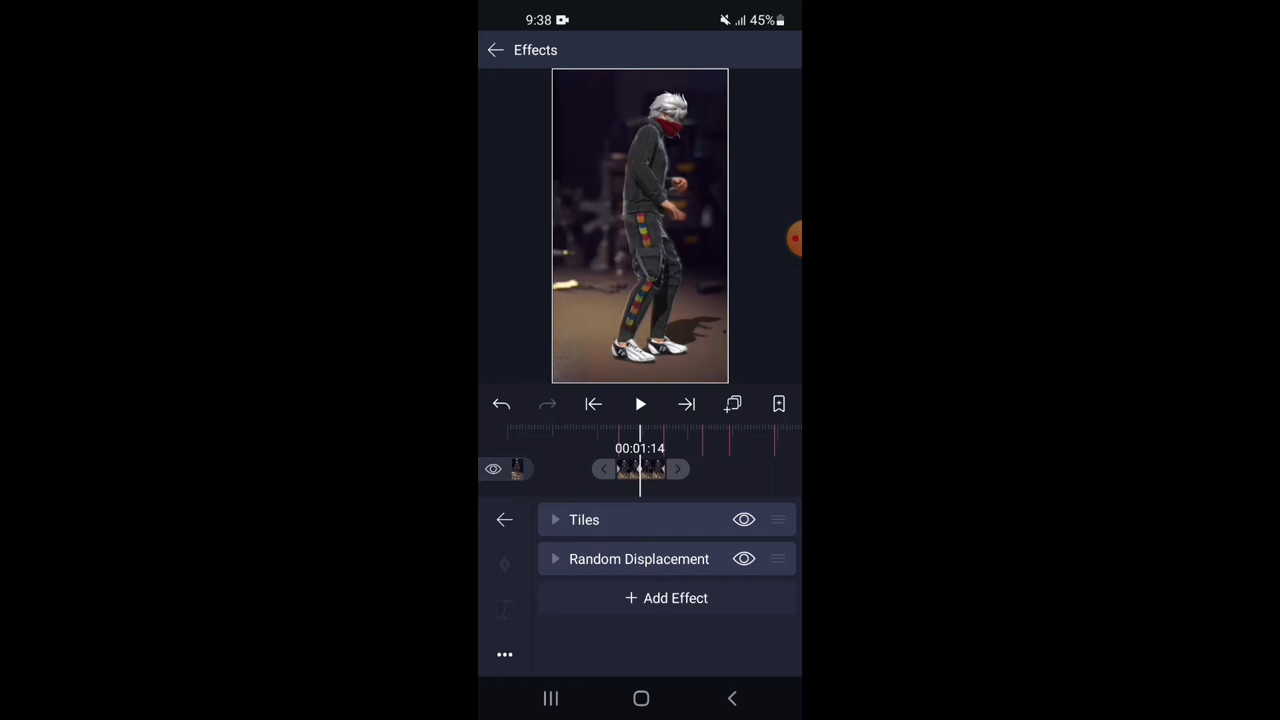 9:38
45%
Effects
00:01:14
Tiles
Random Displacement
+ Add Effect